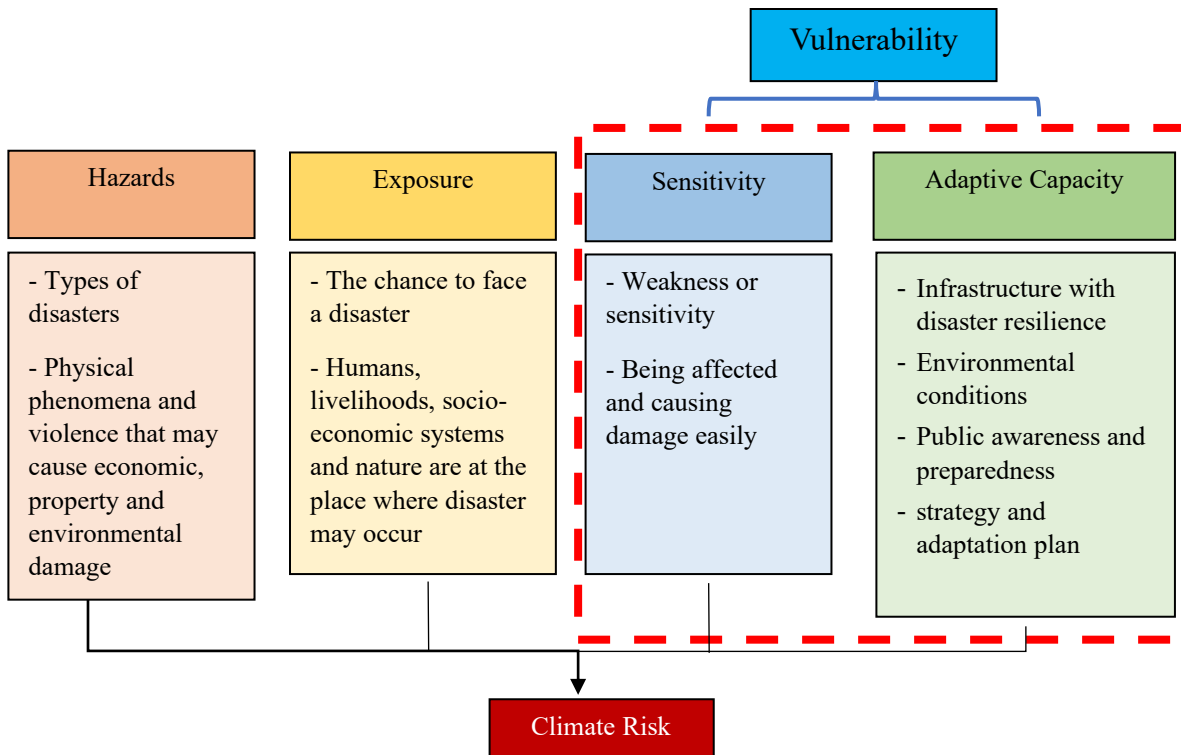 Vulnerability
Hazards
Exposure
Sensitivity
Adaptive Capacity
- Types of
disasters
- Physical
phenomena and
violence that may
cause economic,
property and
environmental
damage
- The chance to face
a disaster
- Humans,
livelihoods, socio-
economic systems
and nature are at the
place where disaster
may occur
- Weakness or
sensitivity
- Being affected
and causing
damage easily
- Infrastructure with
disaster resilience
- Environmental
conditions
- Public awareness and
preparedness
- strategy and
adaptation plan
Climate Risk